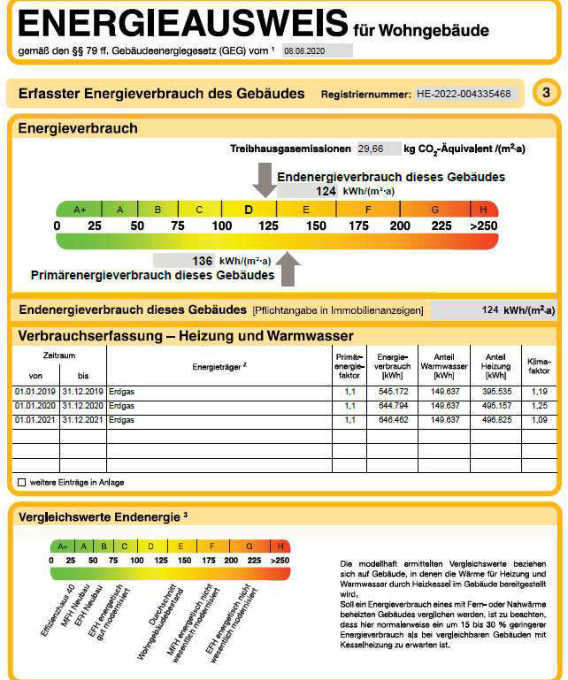 ENERGIEAUSWEIS für Wohngebäude
gemäß den §§ 79 ff. Gebäudeenergiegesetz (GEG) vom ¹ 08.08.2020
Erfasster Energieverbrauch des Gebäudes Registriernummer: HE-2022-004335468 3
Energieverbrauch
Treibhausgasemissionen 29,66 kg CO₂-Äquivalent /(m²·a)
Endenergieverbrauch dieses Gebäudes
124 kWh/(m²·a)
A+ A B C D E F G H
0 25 50 75 100 125 150 175 200 225 >250
136 kWh/(m²·a)
Primärenergieverbrauch dieses Gebäudes
Endenergieverbrauch dieses Gebäudes [Pflichtangabe in Immobilienanzeigen] 124 kWh/(m²·a)
Verbrauchserfassung – Heizung und Warmwasser
Zeitraum
von bis
Energieträger ²
Primär-
energie-
faktor
Energie-
verbrauch
[kWh]
Anteil
Warmwasser
[kWh]
Anteil
Heizung
[kWh]
Klima-
faktor
01.01.2019 31.12.2019 Erdgas 1,1 545.172 149.637 395.535 1,19
01.01.2020 31.12.2020 Erdgas 1,1 644.794 149.637 495.157 1,25
01.01.2021 31.12.2021 Erdgas 1,1 646.462 149.637 496.825 1,09
weitere Einträge in Anlage
Vergleichswerte Endenergie ³
A+ A B C D E F G H
0 25 50 75 100 125 150 175 200 225 >250
Effizienzhaus 40
MFH Neubau
EFH Neubau
EFH energetisch
gut modernisiert
Durchschnitt
Wohngebäudebestand
MFH energetisch nicht
wesentlich modernisiert
EFH energetisch nicht
wesentlich modernisiert
Die modellhaft ermittelten Vergleichswerte beziehen
sich auf Gebäude, in denen die Wärme für Heizung und
Warmwasser durch Heizkessel im Gebäude bereitgestellt
wird.
Soll ein Energieverbrauch eines mit Fern- oder Nahwärme
beheizten Gebäudes verglichen werden, ist zu beachten,
dass hier normalerweise ein um 15 bis 30 % geringerer
Energieverbrauch als bei vergleichbaren Gebäuden mit
Kesselheizung zu erwarten ist.